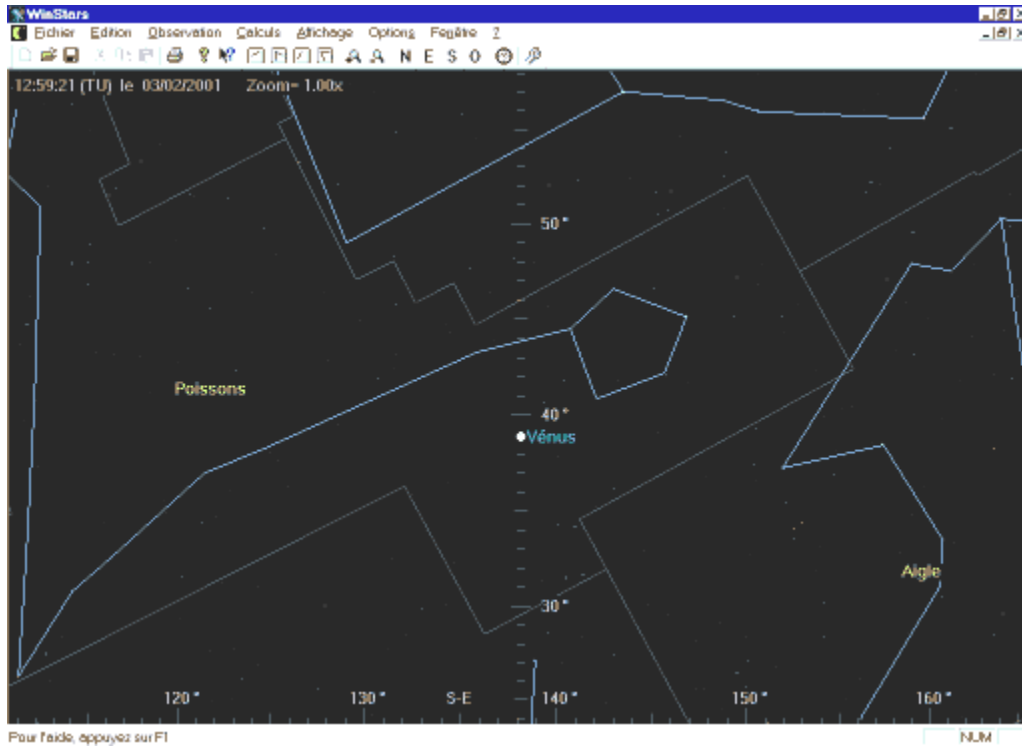 WinStars
Fichier Edition Observation Calculs Affichage Options Fenêtre ?
N E S O
12:59:21 (TU) le 03/02/2001 Zoom= 1.00x
50°
Poissons
40°
Vénus
Aigle
30°
120° 130° S-E 140° 150° 160°
Pour l'aide, appuyez sur F1 NUM